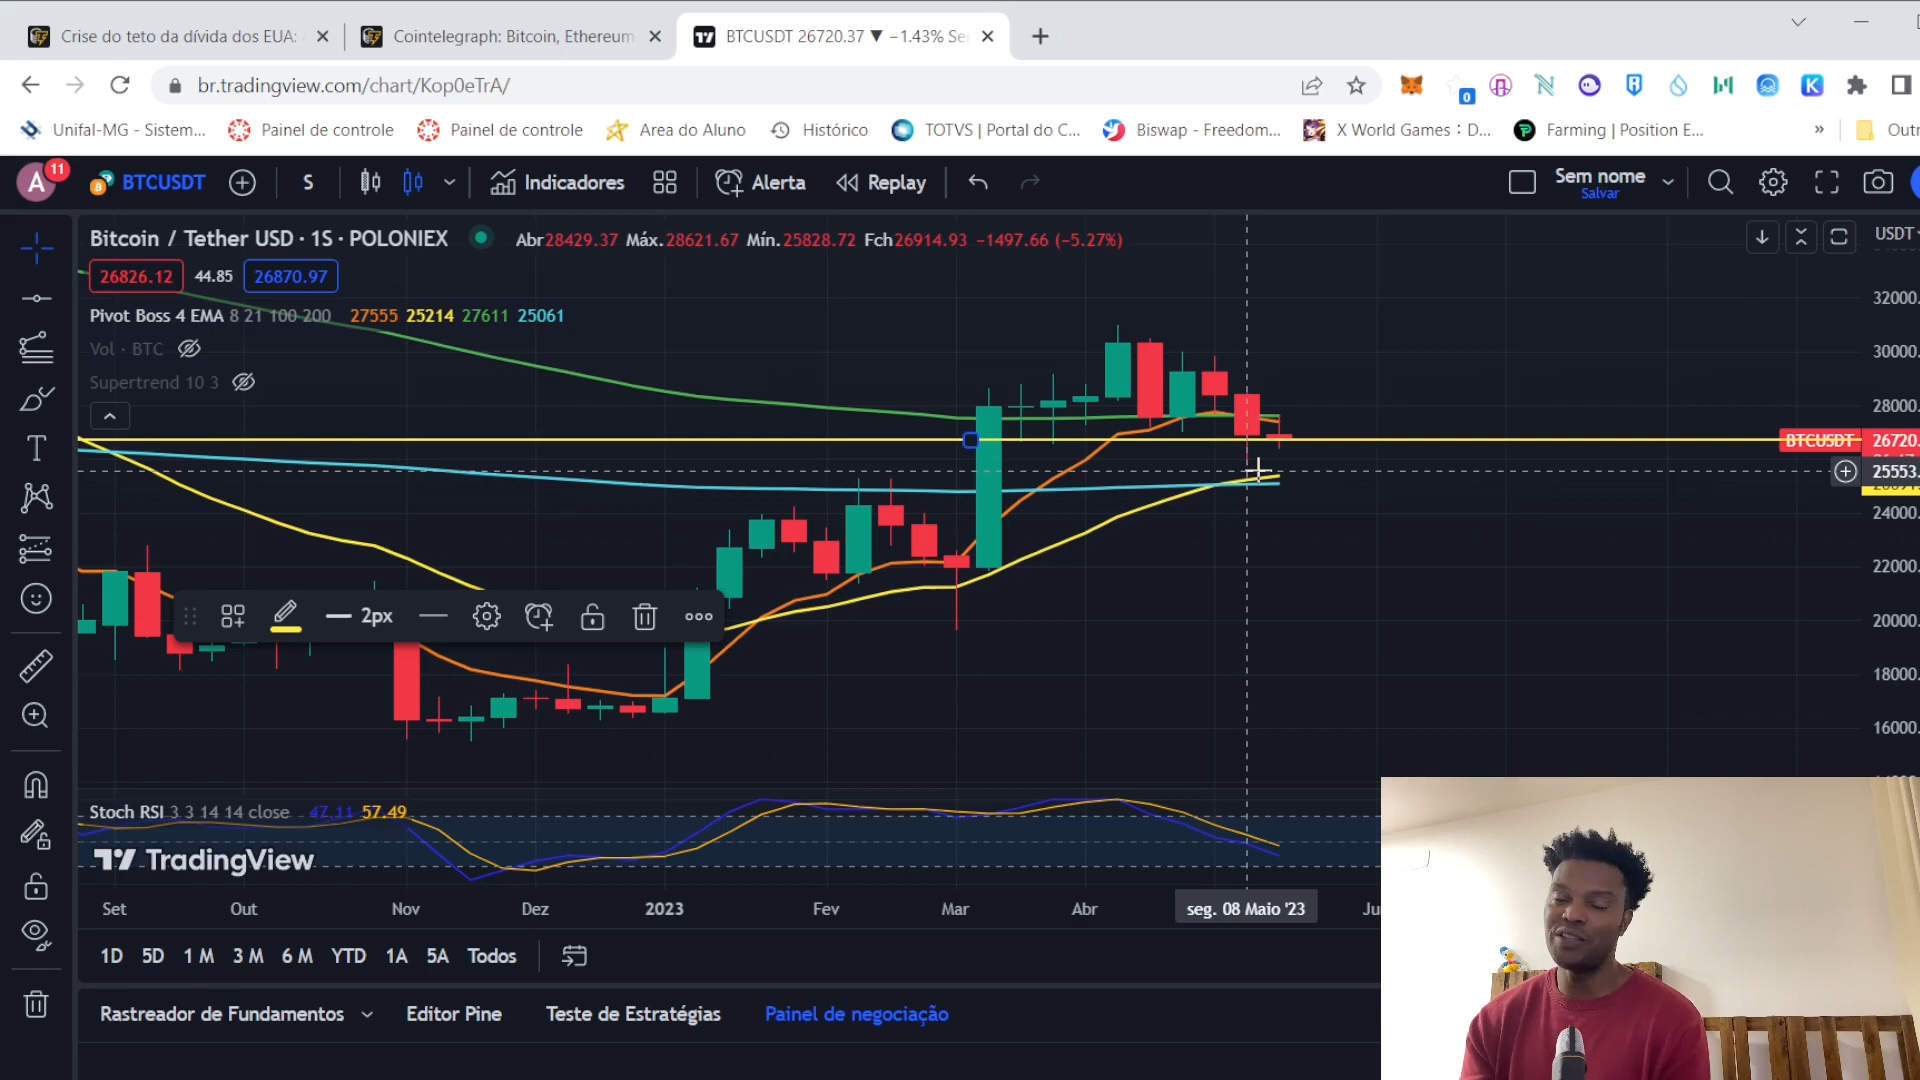 Crise do teto da dívida dos EUA:
Cointelegraph: Bitcoin, Ethereum
BTCUSDT 26720.37 ▼ −1.43% Se
br.tradingview.com/chart/Kop0eTrA/
0
Unifal-MG - Sistem...
Painel de controle
Painel de controle
Area do Aluno
Histórico
TOTVS | Portal do C...
Biswap - Freedom...
X World Games : D...
Farming | Position E...
»
Outr
A
11
BTCUSDT
S
Indicadores
Alerta
Replay
Sem nome
Salvar
Bitcoin / Tether USD · 1S · POLONIEX
Abr28429.37 Máx.28621.67 Mín.25828.72 Fch26914.93 −1497.66 (−5.27%)
USDT
26826.12
44.85
26870.97
Pivot Boss 4 EMA 8 21 100 200 27555 25214 27611 25061
Vol · BTC
Supertrend 10 3
32000.
30000.
28000.
BTCUSDT
26720.
25553.
24000.
22000.
20000.
18000.
16000.
2px
Stoch RSI 3 3 14 14 close 47.11 57.49
TradingView
Set
Out
Nov
Dez
2023
Fev
Mar
Abr
seg. 08 Maio '23
Ju
1D
5D
1 M
3 M
6 M
YTD
1A
5A
Todos
Rastreador de Fundamentos
Editor Pine
Teste de Estratégias
Painel de negociação